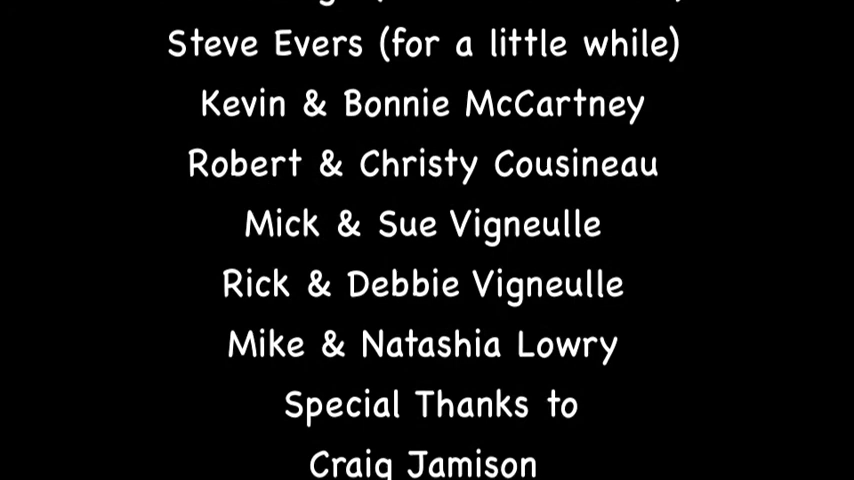 Steve Evers (for a little while)
Kevin & Bonnie McCartney
Robert & Christy Cousineau
Mick & Sue Vigneulle
Rick & Debbie Vigneulle
Mike & Natashia Lowry
Special Thanks to
Craig Jamison